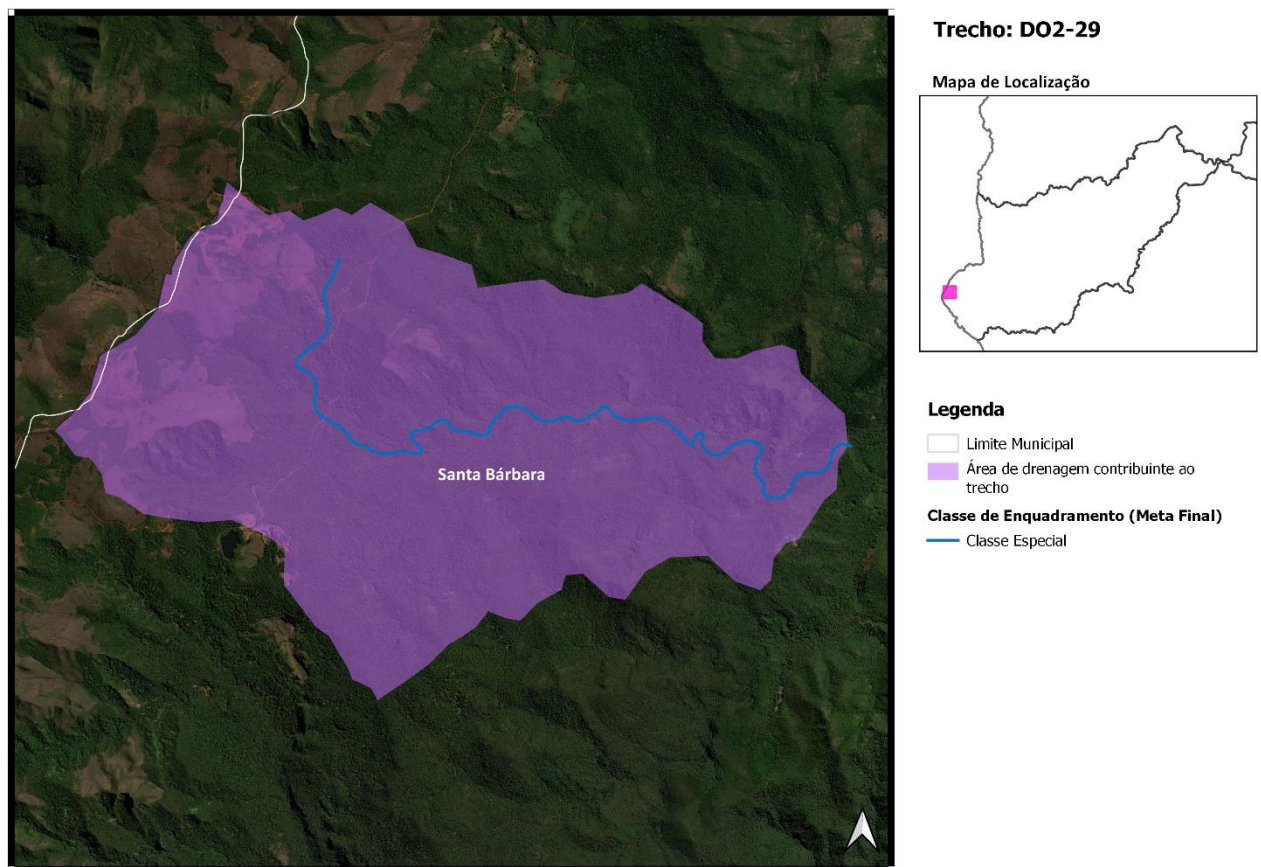 Trecho: DO2-29
Mapa de Localização
Legenda
Limite Municipal
Área de drenagem contribuinte ao
trecho
Classe de Enquadramento (Meta Final)
Classe Especial
Santa Bárbara